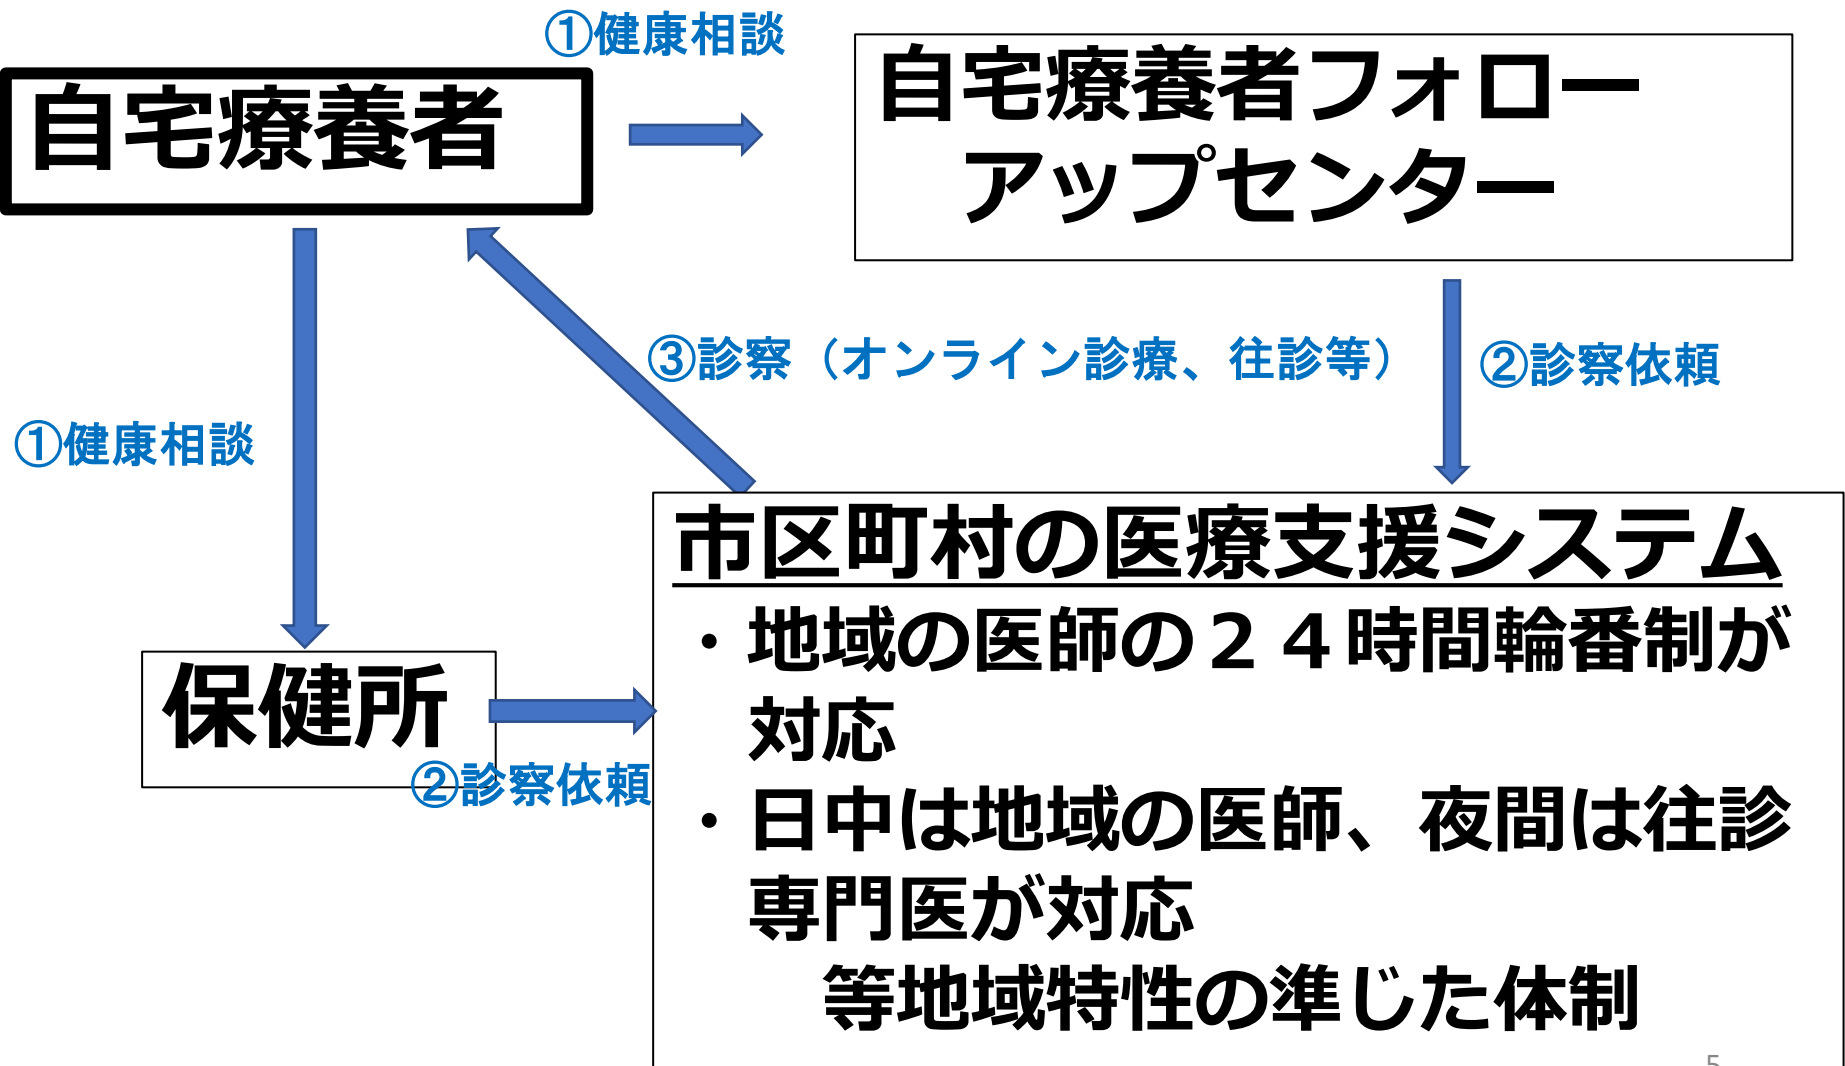 ①健康相談
自宅療養者
自宅療養者フォロー
アップセンター
③診察（オンライン診療、往診等）
②診察依頼
①健康相談
保健所
②診察依頼
市区町村の医療支援システム
・地域の医師の２４時間輪番制が
対応
・日中は地域の医師、夜間は往診
専門医が対応
等地域特性の準じた体制
5